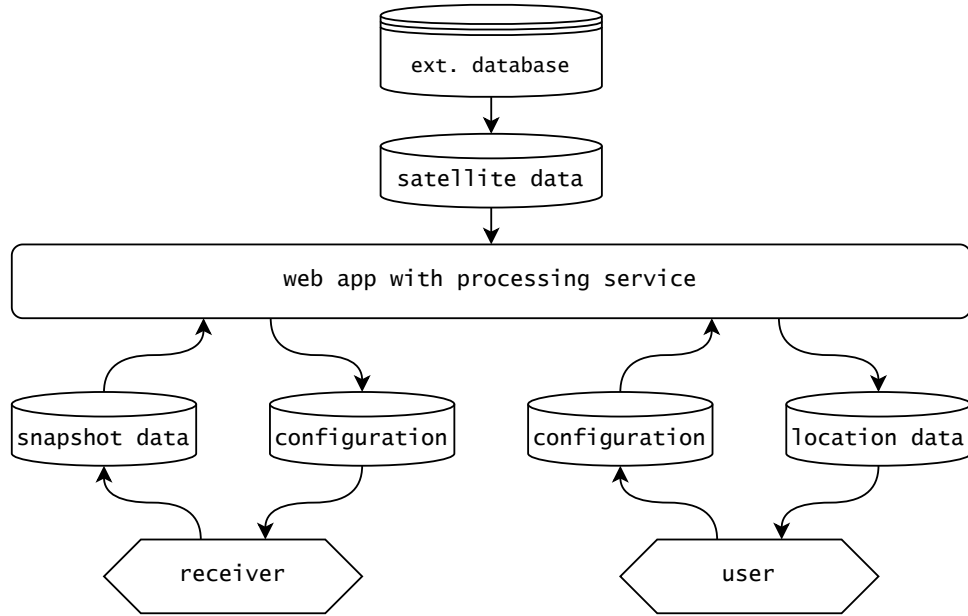 ext. database
satellite data
web app with processing service
snapshot data
configuration
configuration
location data
receiver
user